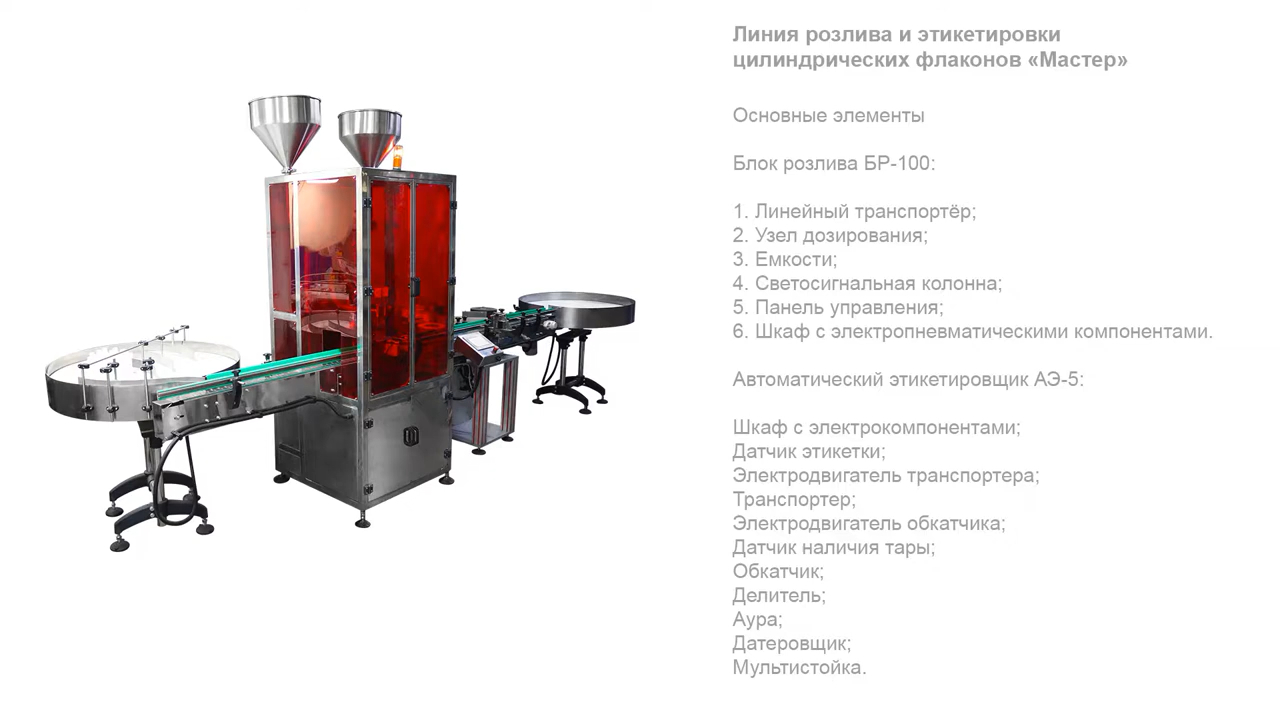 Линия розлива и этикетировки
цилиндрических флаконов «Мастер»
Основные элементы
Блок розлива БР-100:
1. Линейный транспортёр;
2. Узел дозирования;
3. Емкости;
4. Светосигнальная колонна;
5. Панель управления;
6. Шкаф с электропневматическими компонентами.
Автоматический этикетировщик АЭ-5:
Шкаф с электрокомпонентами;
Датчик этикетки;
Электродвигатель транспортера;
Транспортер;
Электродвигатель обкатчика;
Датчик наличия тары;
Обкатчик;
Делитель;
Аура;
Датеровщик;
Мультистойка.